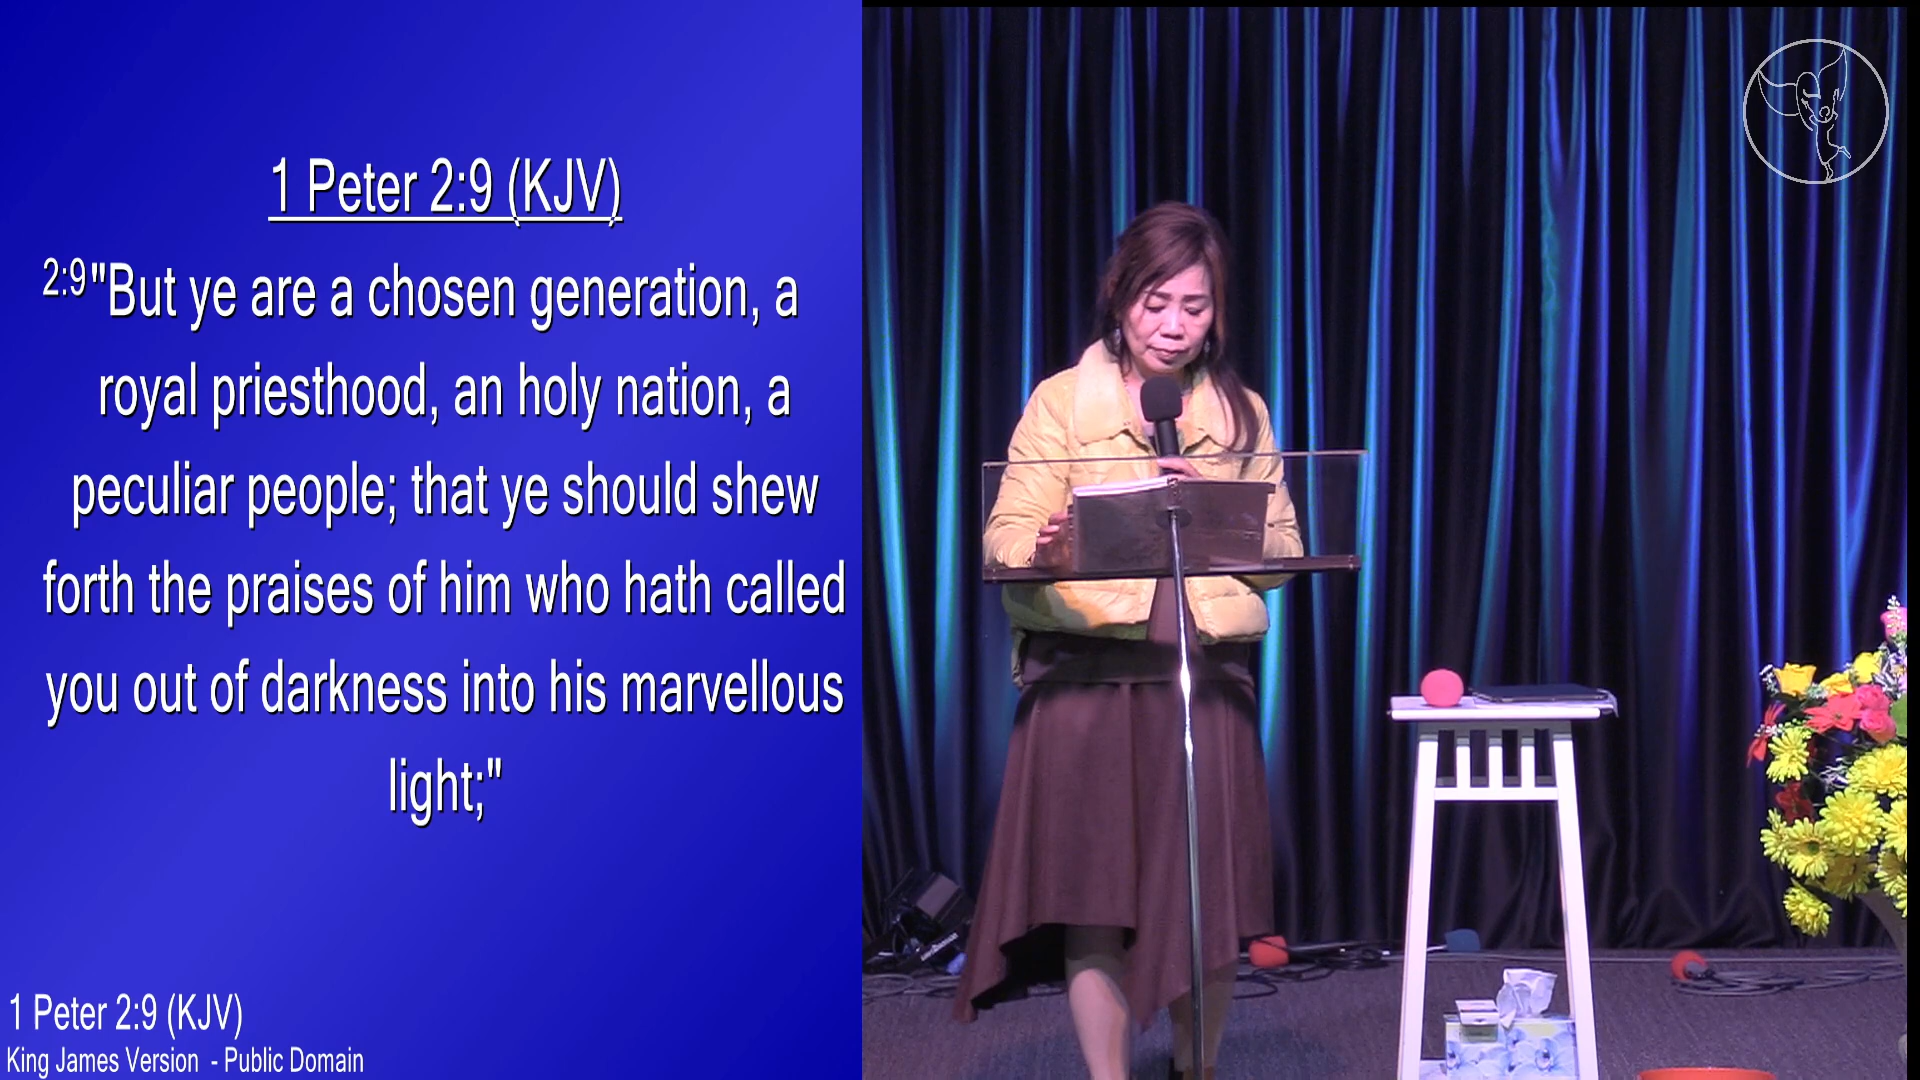 1 Peter 2:9 (KJV)
2:9"But ye are a chosen generation, a
royal priesthood, an holy nation, a
peculiar people; that ye should shew
forth the praises of him who hath called
you out of darkness into his marvellous
light;"
1 Peter 2:9 (KJV)
King James Version - Public Domain